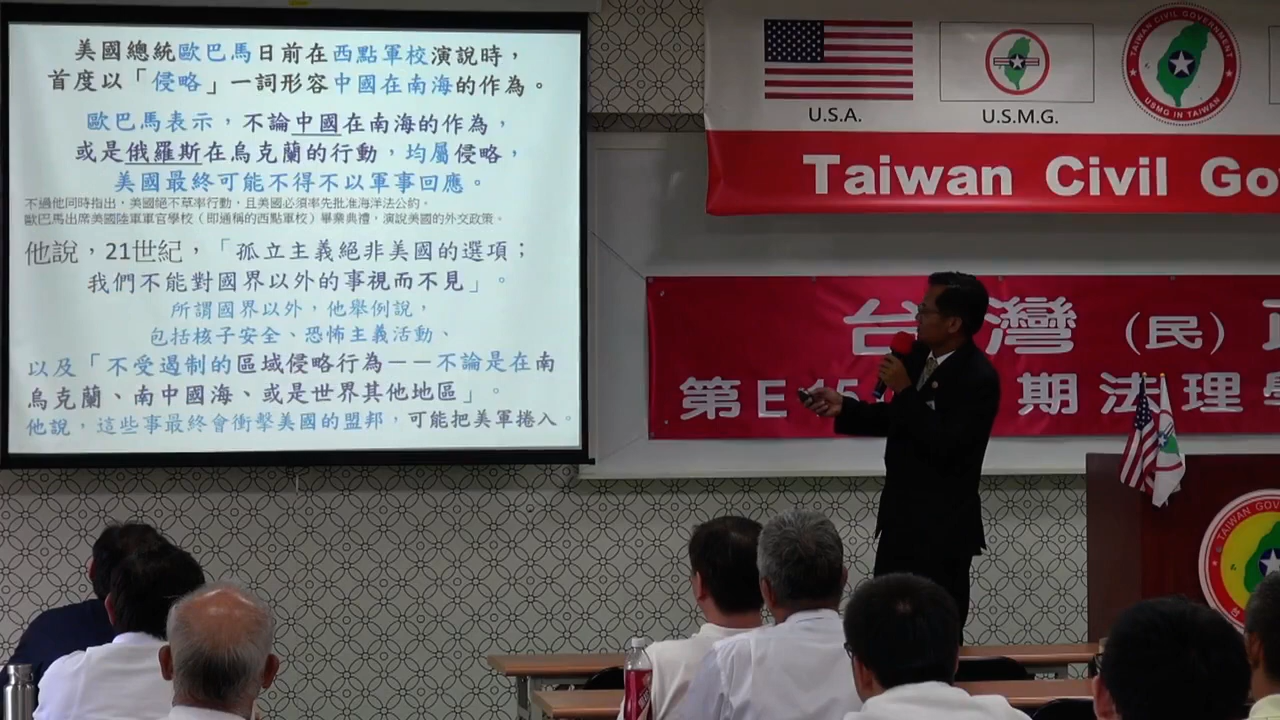 美國總統歐巴馬日前在西點軍校演說時，
首度以「侵略」一詞形容中國在南海的作為。
歐巴馬表示，不論中國在南海的作為，
或是俄羅斯在烏克蘭的行動，均屬侵略，
美國最終可能不得不以軍事回應。
不過他同時指出，美國絕不草率行動，且美國必須率先批准海洋法公約。
歐巴馬出席美國陸軍軍官學校（即通稱的西點軍校）畢業典禮，演說美國的外交政策。
他說，21世紀，「孤立主義絕非美國的選項；
我們不能對國界以外的事視而不見」。
所謂國界以外，他舉例說，
包括核子安全、恐怖主義活動、
以及「不受遏制的區域侵略行為－－不論是在南
烏克蘭、南中國海、或是世界其他地區」。
他說，這些事最終會衝擊美國的盟邦，可能把美軍捲入。
U.S.A.
U.S.M.G.
TAIWAN CIVIL GOVERNMENT
USMG IN TAIWAN
Taiwan Civil Go
台灣（民）
第E15 期法理學
TAIWAN GOV